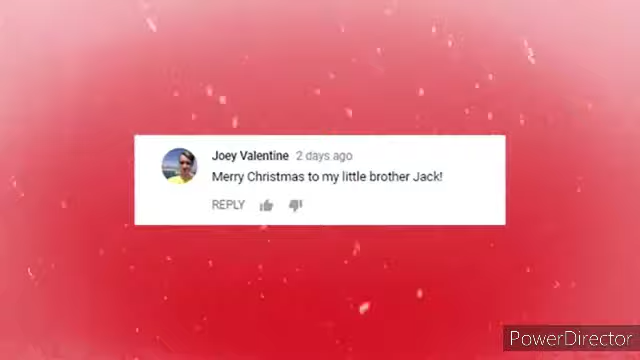 Joey Valentine 2 days ago
Merry Christmas to my little brother Jack!
REPLY
PowerDirector